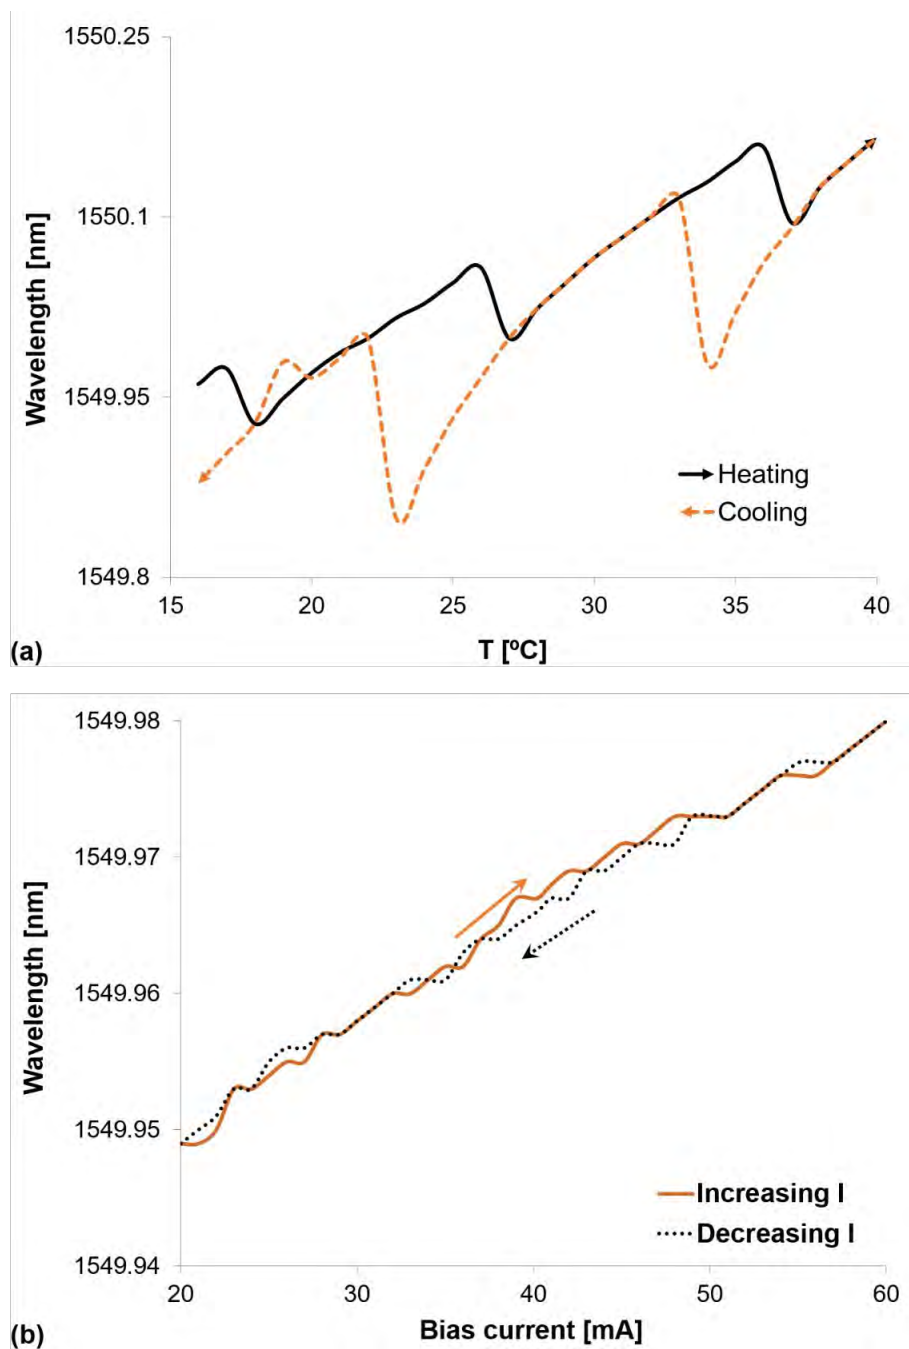 1550.25
1550.1
1549.95
1549.8
Wavelength [nm]
Heating
Cooling
15 20 25 30 35 40
T [ºC]
(a)
1549.98
1549.97
1549.96
1549.95
1549.94
Wavelength [nm]
Increasing I
Decreasing I
20 30 40 50 60
Bias current [mA]
(b)